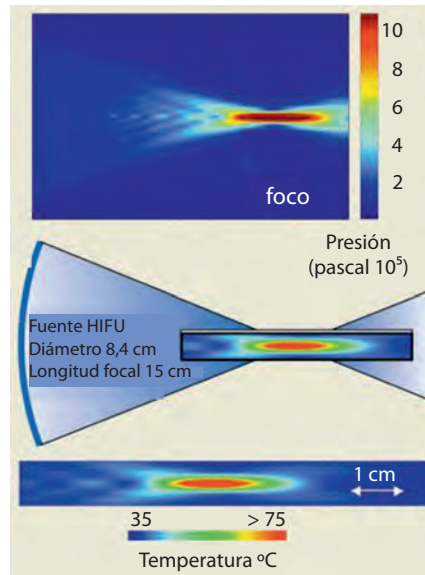 10
8
6
4
2
foco
Presión
(pascal 10⁵)
Fuente HIFU
Diámetro 8,4 cm
Longitud focal 15 cm
1 cm
35 > 75
Temperatura ºC